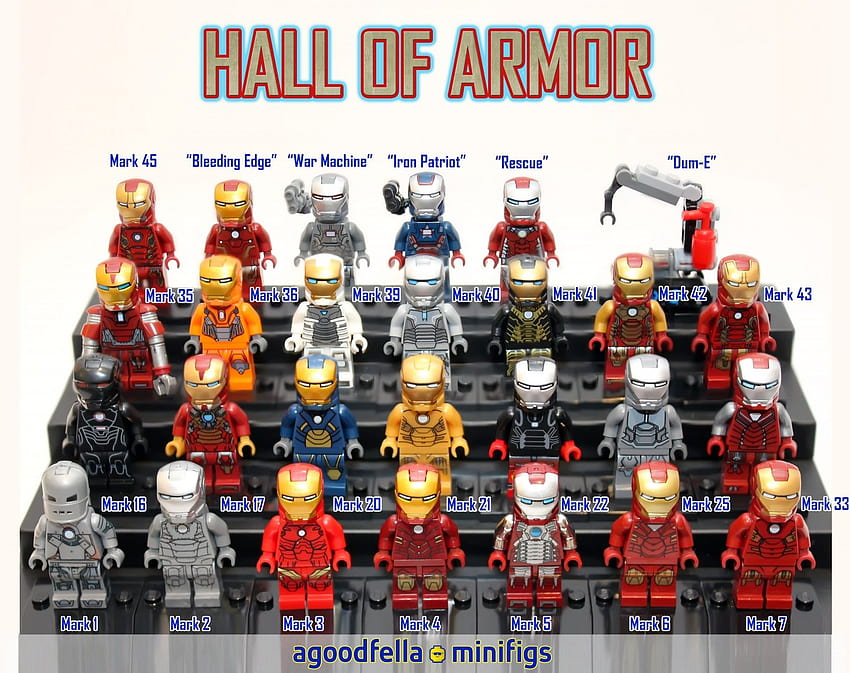 HALL OF ARMOR
Mark 45 "Bleeding Edge" "War Machine" "Iron Patriot" "Rescue" "Dum-E"
Mark 35 Mark 36 Mark 39 Mark 40 Mark 41 Mark 42 Mark 43
Mark 16 Mark 17 Mark 20 Mark 21 Mark 22 Mark 25 Mark 33
Mark 1 Mark 2 Mark 3 Mark 4 Mark 5 Mark 6 Mark 7
agoodfella minifigs